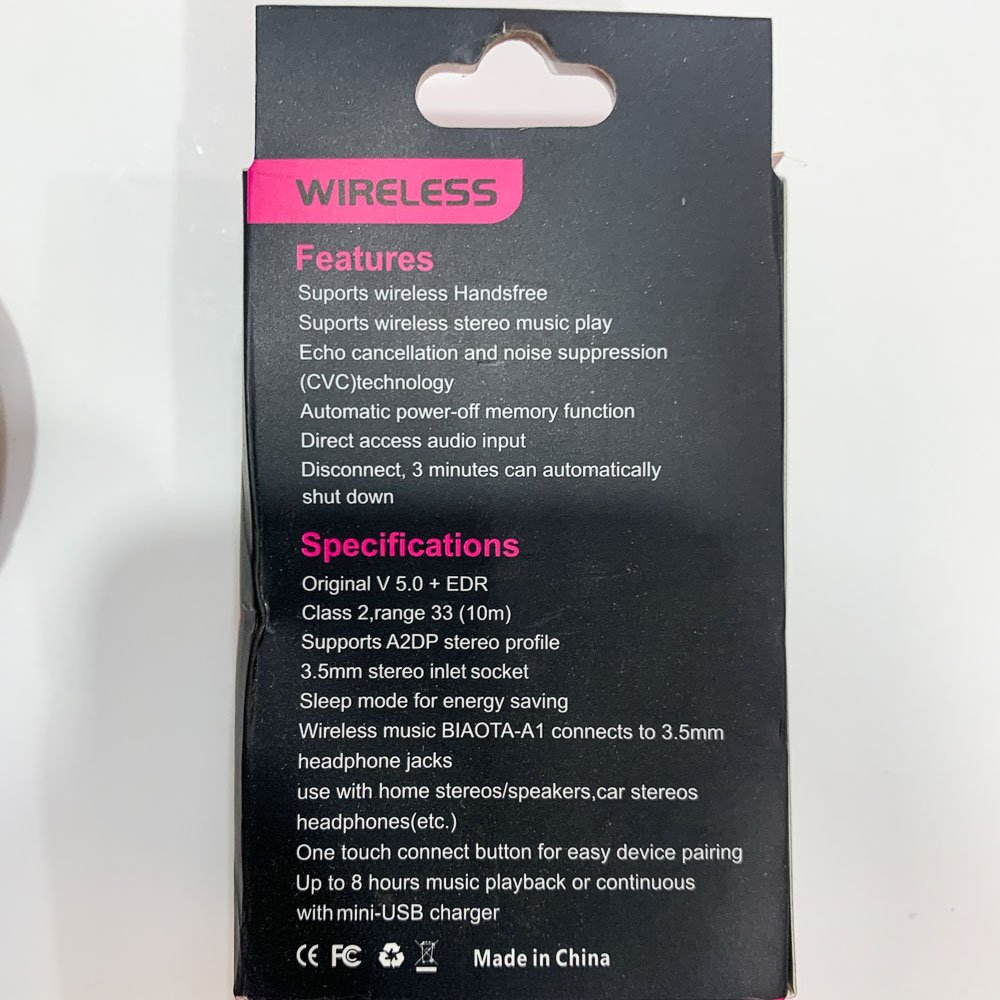 WIRELESS
Features
Suports wireless Handsfree
Suports wireless stereo music play
Echo cancellation and noise suppression
(CVC)technology
Automatic power-off memory function
Direct access audio input
Disconnect, 3 minutes can automatically
shut down
Specifications
Original V 5.0 + EDR
Class 2,range 33 (10m)
Supports A2DP stereo profile
3.5mm stereo inlet socket
Sleep mode for energy saving
Wireless music BIAOTA-A1 connects to 3.5mm
headphone jacks
use with home stereos/speakers,car stereos
headphones(etc.)
One touch connect button for easy device pairing
Up to 8 hours music playback or continuous
with mini-USB charger
CE FC Made in China